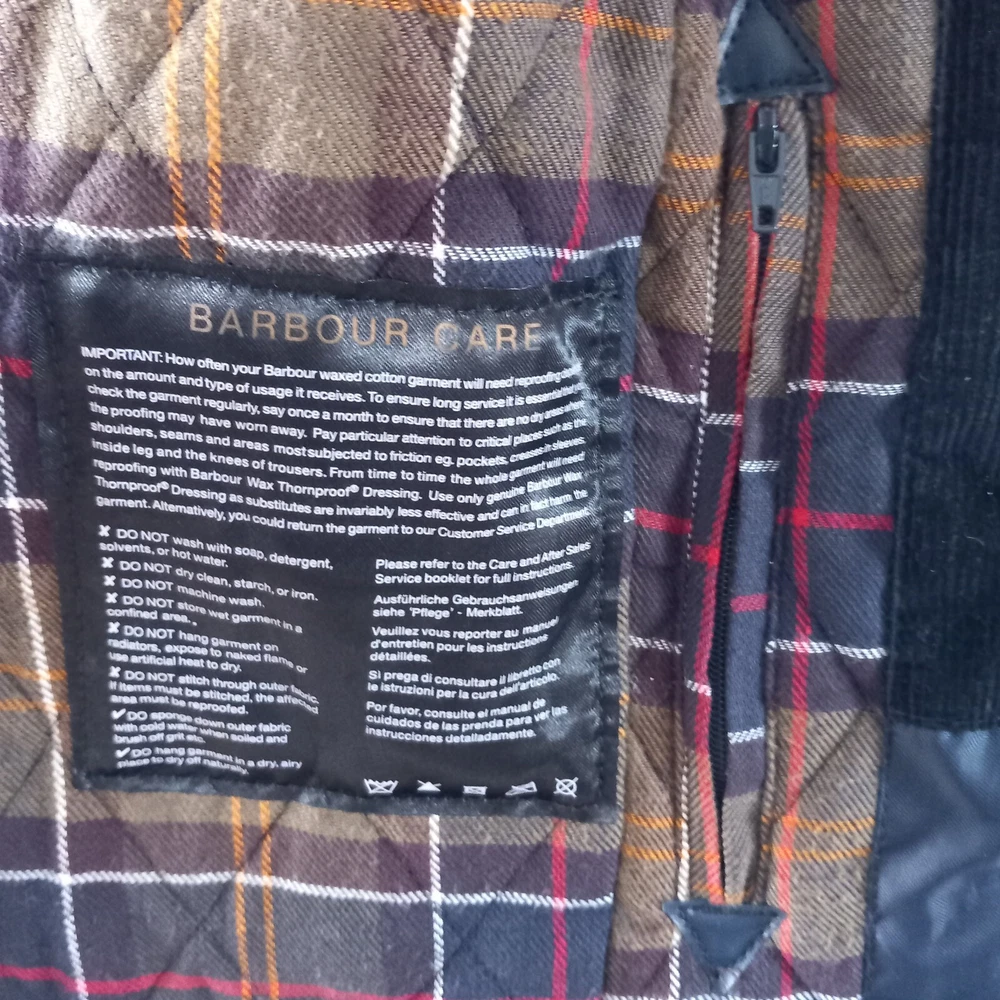 BARBOUR CARE
IMPORTANT: How often your Barbour waxed cotton garment will need reproofing
on the amount and type of usage it receives. To ensure long service it is essential
check the garment regularly, say once a month to ensure that there are no dry areas where
the proofing may have worn away. Pay particular attention to critical places such as the
shoulders, seams and areas most subjected to friction eg. pockets, creases in sleeves,
inside leg and the knees of trousers. From time to time the whole garment will need
reproofing with Barbour Wax Thornproof® Dressing. Use only genuine Barbour Wax
Thornproof® Dressing as substitutes are invariably less effective and can in fact harm the
garment. Alternatively, you could return the garment to our Customer Service Department.
✘ DO NOT wash with soap, detergent,
solvents, or hot water.
✘ DO NOT dry clean, starch, or iron.
✘ DO NOT machine wash.
✘ DO NOT store wet garment in a
confined area.
✘ DO NOT hang garment on
radiators, expose to naked flame or
use artificial heat to dry.
✘ DO NOT stitch through outer fabric.
If items must be stitched, the affected
area must be reproofed.
✔ DO sponge down outer fabric
with cold water when soiled and
brush off grit etc.
✔ DO hang garment in a dry, airy
place to dry off naturally.
Please refer to the Care and After Sales
Service booklet for full instructions.
Ausführliche Gebrauchsanweisungen
siehe 'Pflege' - Merkblatt.
Veuillez vous reporter au manuel
d'entretien pour les instructions
détaillées.
Si prega di consultare il libretto con
le istruzioni per la cura dell'articolo.
Por favor, consulte el manual de
cuidados de las prenda para ver las
instrucciones detalladamente.